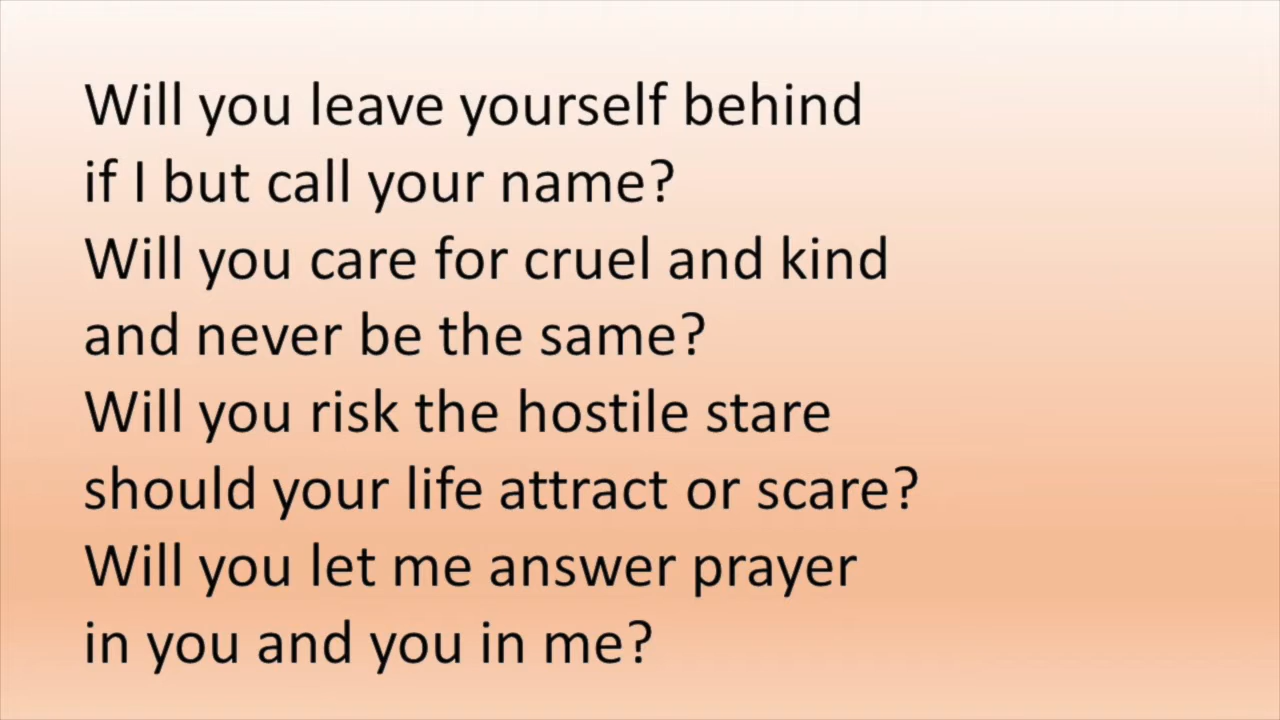 Will you leave yourself behind
if I but call your name?
Will you care for cruel and kind
and never be the same?
Will you risk the hostile stare
should your life attract or scare?
Will you let me answer prayer
in you and you in me?